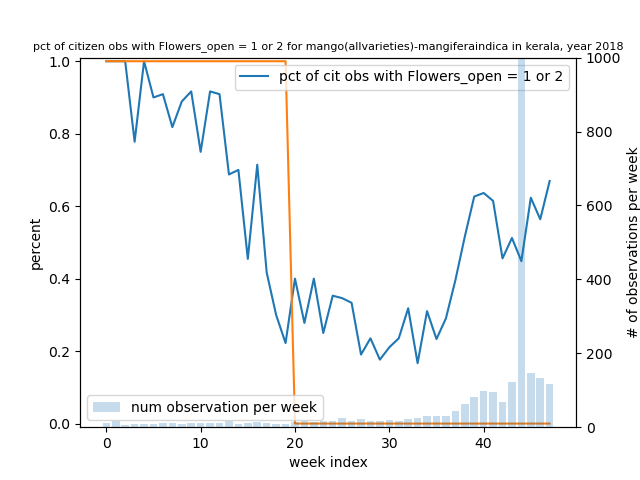 pct of citizen obs with Flowers_open = 1 or 2 for mango(allvarieties)-mangiferaindica in kerala, year 2018
pct of cit obs with Flowers_open = 1 or 2
1.0
0.8
0.6
0.4
0.2
0.0
percent
1000
800
600
400
200
0
# of observations per week
num observation per week
0 10 20 30 40
week index